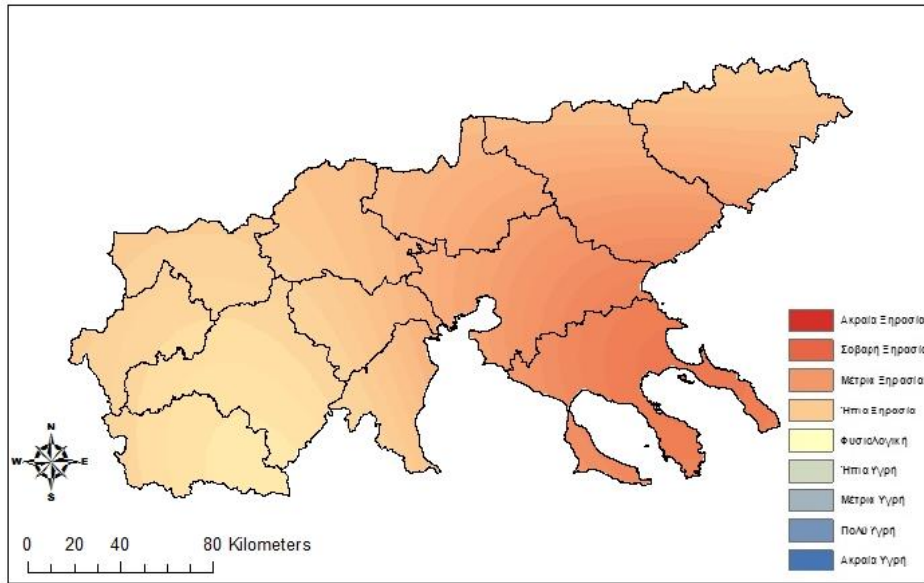 Ακραία Ξηρασία
Σοβαρή Ξηρασία
Μέτρια Ξηρασία
Ήπια Ξηρασία
Φυσιολογική
Ήπια Υγρή
Μέτρια Υγρή
Πολύ Υγρή
Ακραία Υγρή
N
W E
S
0 20 40 80 Kilometers